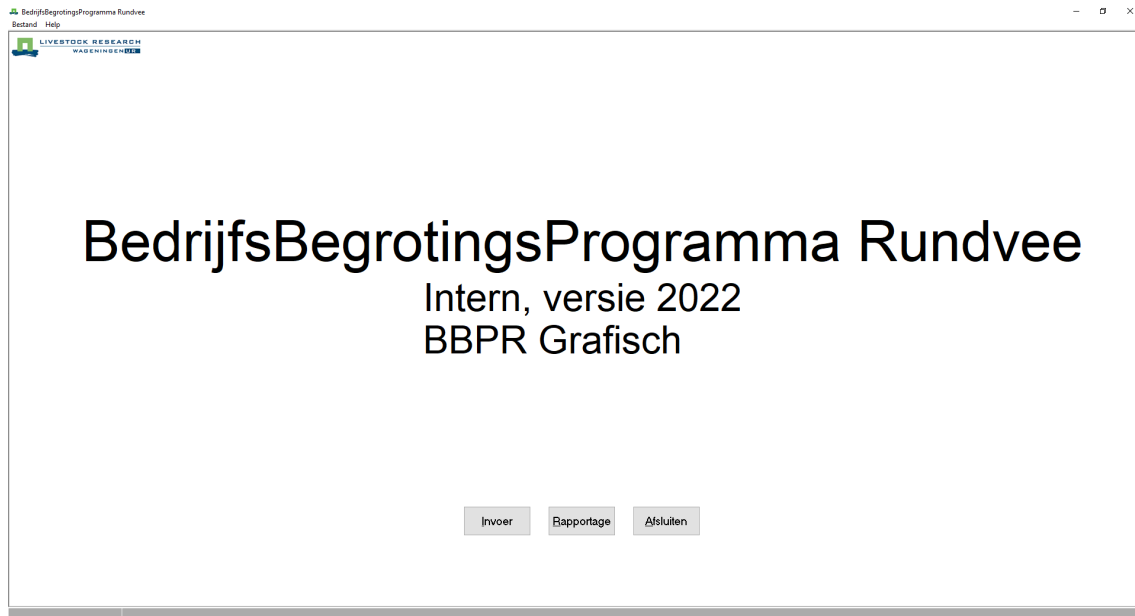 BedrijfsBegrotingsProgramma Rundvee
Bestand Help
LIVESTOCK RESEARCH
WAGENINGEN UR
BedrijfsBegrotingsProgramma Rundvee
Intern, versie 2022
BBPR Grafisch
Invoer Rapportage Afsluiten